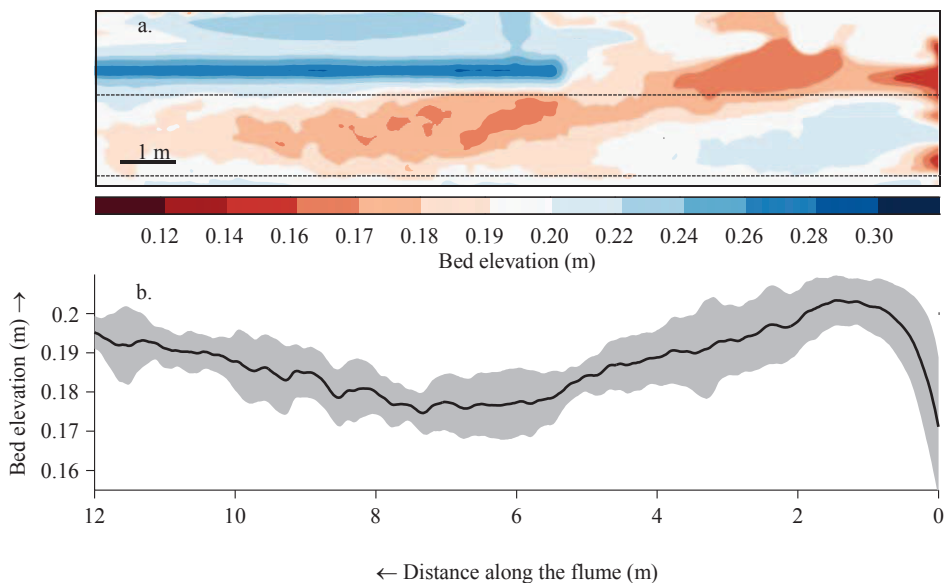 a.
1 m
0.12 0.14 0.16 0.17 0.18 0.19 0.20 0.22 0.24 0.26 0.28 0.30
Bed elevation (m)
b.
Bed elevation (m) →
0.2
0.19
0.18
0.17
0.16
12 10 8 6 4 2 0
← Distance along the flume (m)